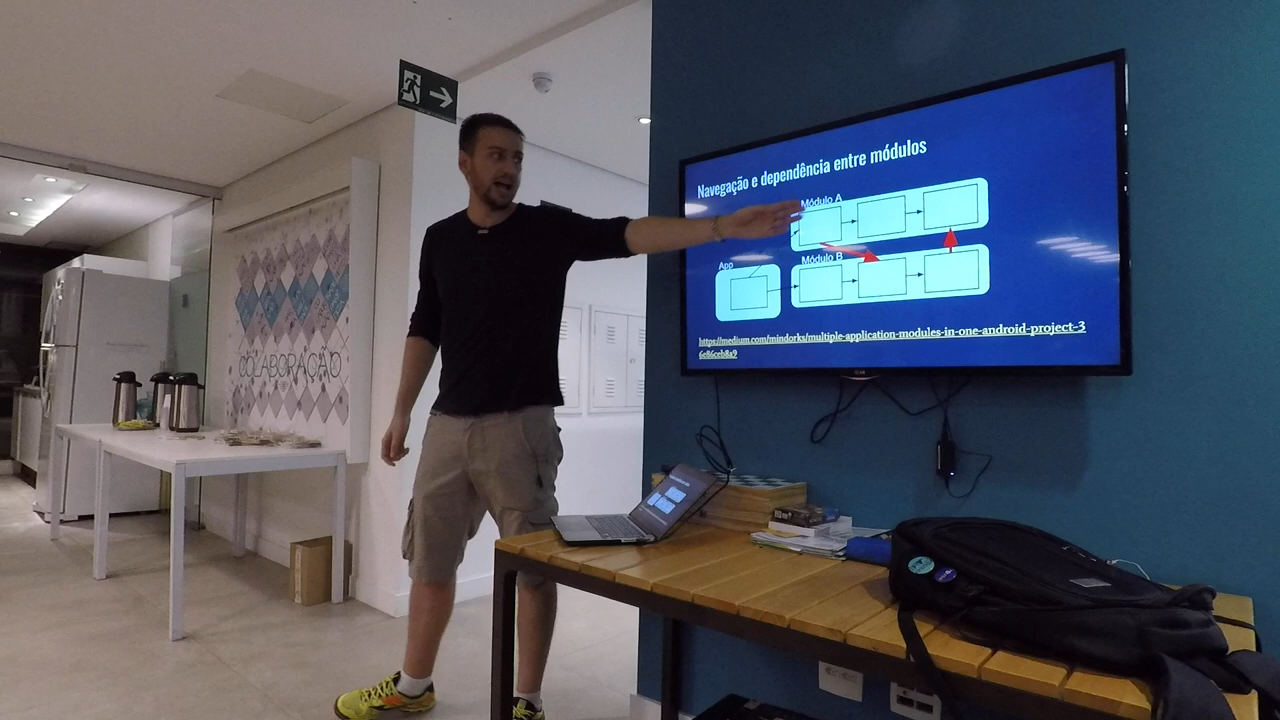 Navegação e dependência entre módulos
Módulo A
App
Módulo B
https://medium.com/mindorks/multiple-application-modules-in-one-android-project-3
6e86ceb8a9
COLABORAÇÃO